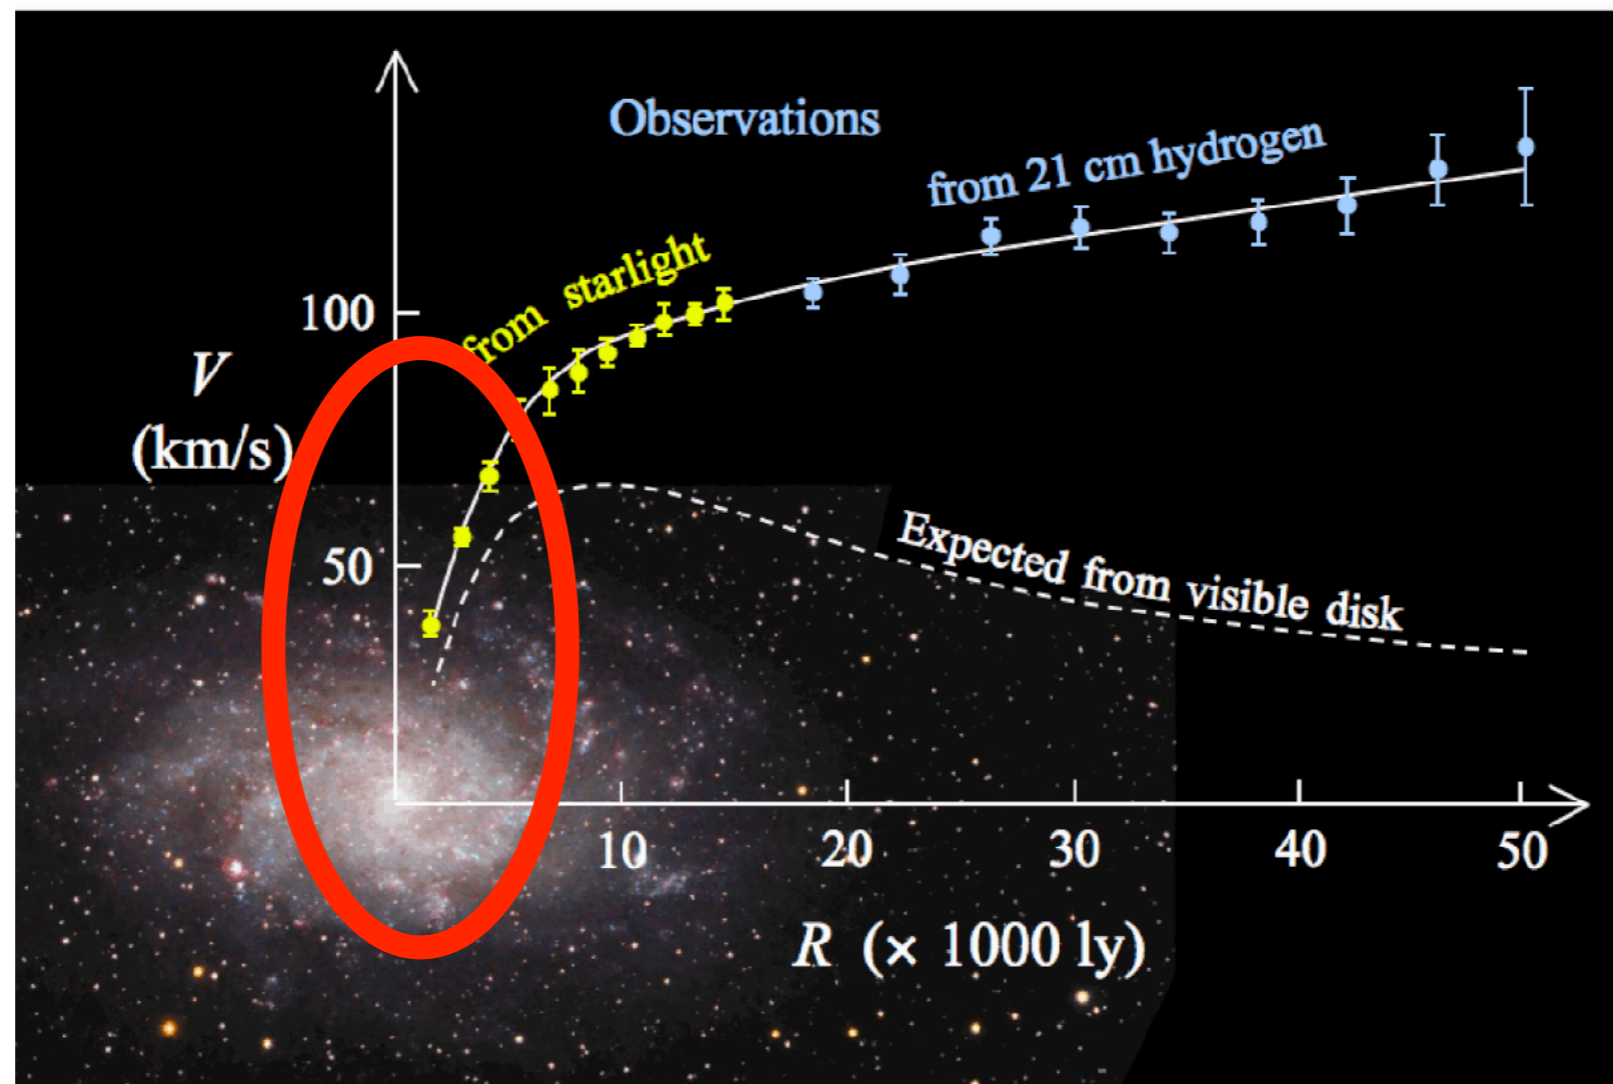 Observations
from 21 cm hydrogen
from starlight
100
V
(km/s)
50
Expected from visible disk
10
20
30
40
50
R (× 1000 ly)